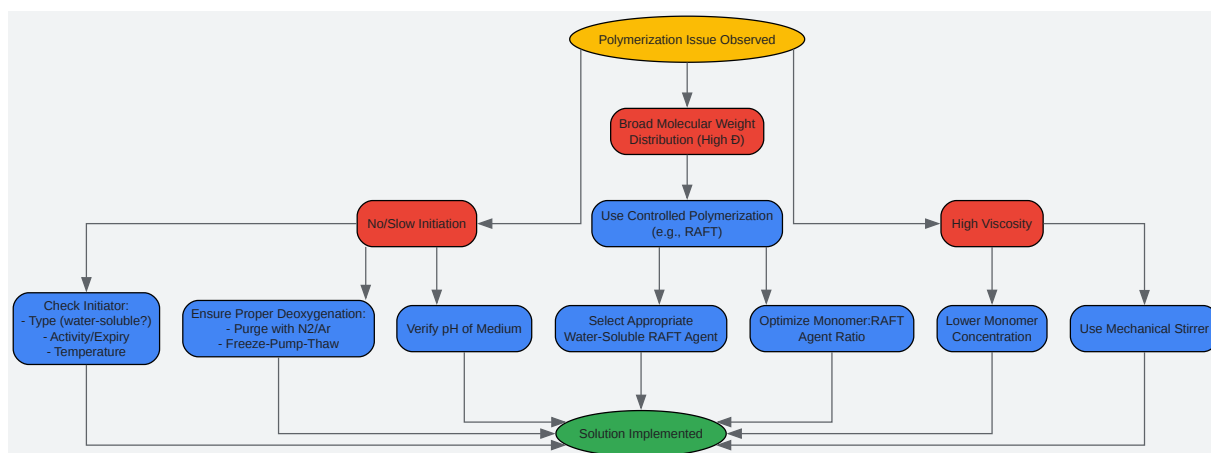 Polymerization Issue Observed
Broad Molecular Weight
Distribution (High Đ)
No/Slow Initiation
Use Controlled Polymerization
(e.g., RAFT)
High Viscosity
Check Initiator:
- Type (water-soluble?)
- Activity/Expiry
- Temperature
Ensure Proper Deoxygenation:
- Purge with N2/Ar
- Freeze-Pump-Thaw
Verify pH of Medium
Select Appropriate
Water-Soluble RAFT Agent
Optimize Monomer:RAFT
Agent Ratio
Lower Monomer
Concentration
Use Mechanical Stirrer
Solution Implemented